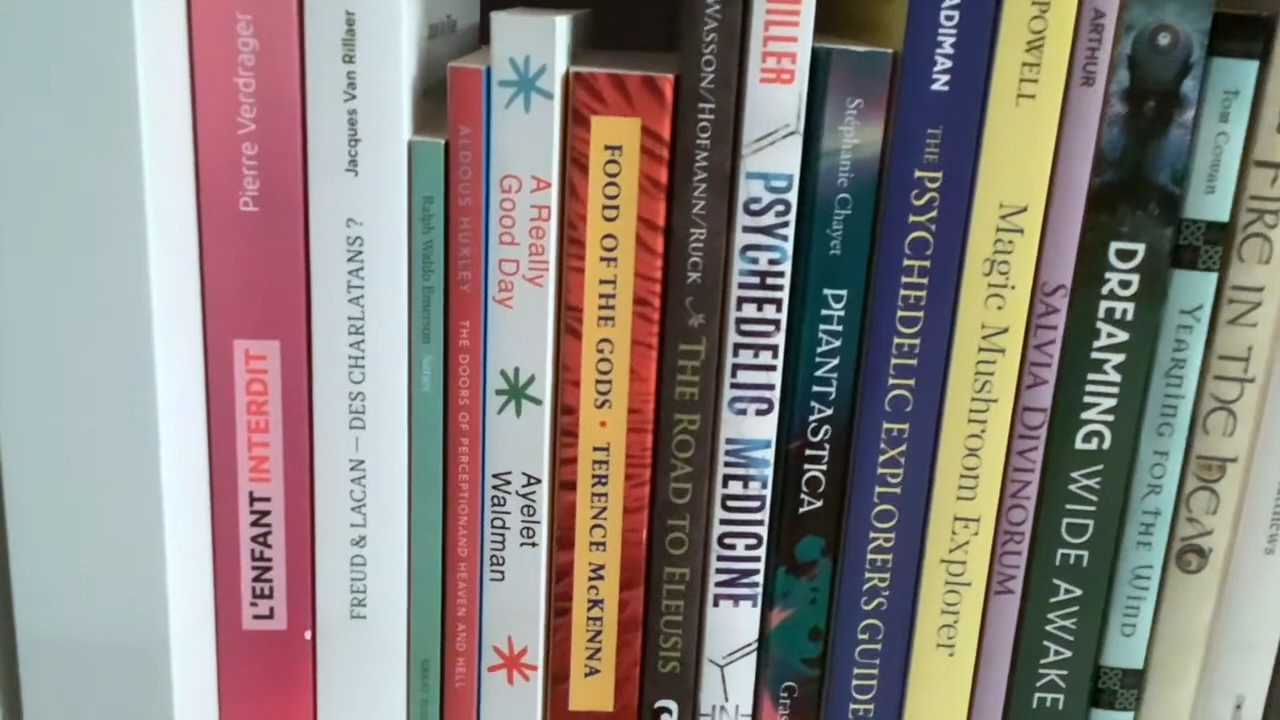 Pierre Verdrager
L'ENFANT INTERDIT
Jacques Van Rillaer
FREUD & LACAN – DES CHARLATANS ?
Ralph Waldo Emerson Nature
ALDOUS HUXLEY THE DOORS OF PERCEPTION AND HEAVEN AND HELL
A Really
Good Day
Ayelet
Waldman
FOOD OF THE GODS • TERENCE McKENNA
WASSON/HOFMANN/RUCK THE ROAD TO ELEUSIS
MILLER
PSYCHEDELIC MEDICINE
Stéphanie Chayet PHANTASTICA
Gras
ADIMAN
THE PSYCHEDELIC EXPLORER'S GUIDE
POWELL
Magic Mushroom Explorer
ARTHUR
SALVIA DIVINORUM
DREAMING WIDE AWAKE
Tom Cowan
YEARNING FOR THE WIND
FIRE IN THE HEAD